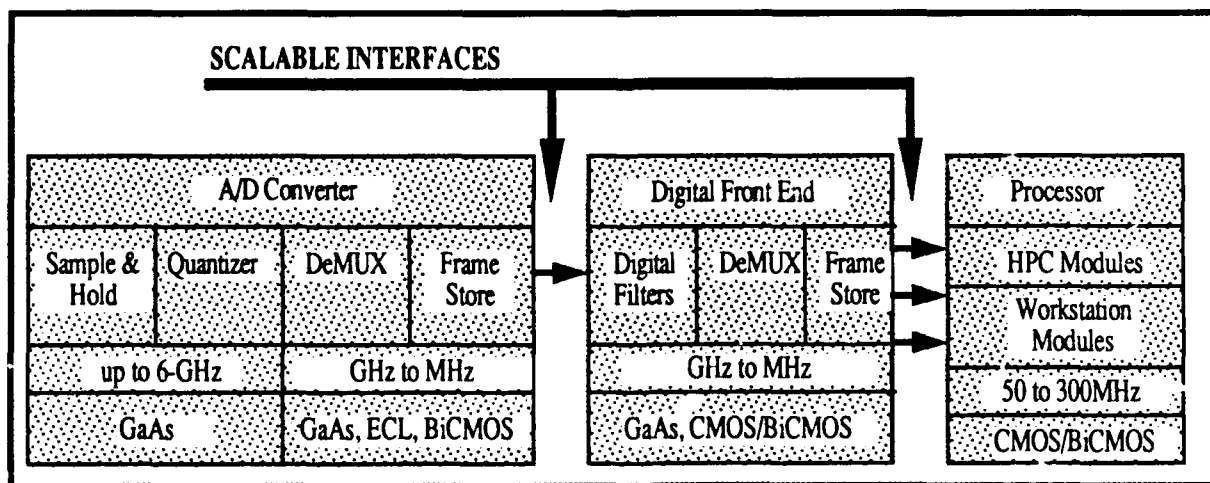 SCALABLE INTERFACES
A/D Converter
Sample &
Hold
Quantizer
DeMUX
Frame
Store
up to 6-GHz
GHz to MHz
GaAs
GaAs, ECL, BiCMOS
Digital Front End
Digital
Filters
DeMUX
Frame
Store
GHz to MHz
GaAs, CMOS/BiCMOS
Processor
HPC Modules
Workstation
Modules
50 to 300MHz
CMOS/BiCMOS